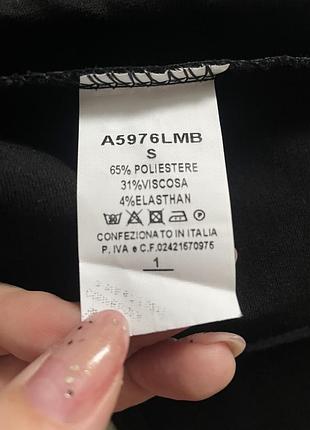 A5976LMB
S
65% POLIESTERE
31%VISCOSA
4%ELASTHAN
CONFEZIONATO IN ITALIA
P. IVA e C.F.02421570975
1